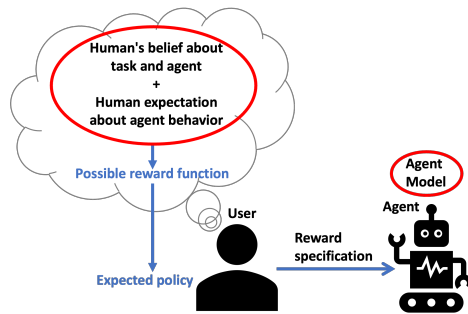 Human's belief about
task and agent
+
Human expectation
about agent behavior
Possible reward function
Expected policy
User
Reward
specification
Agent
Model
Agent